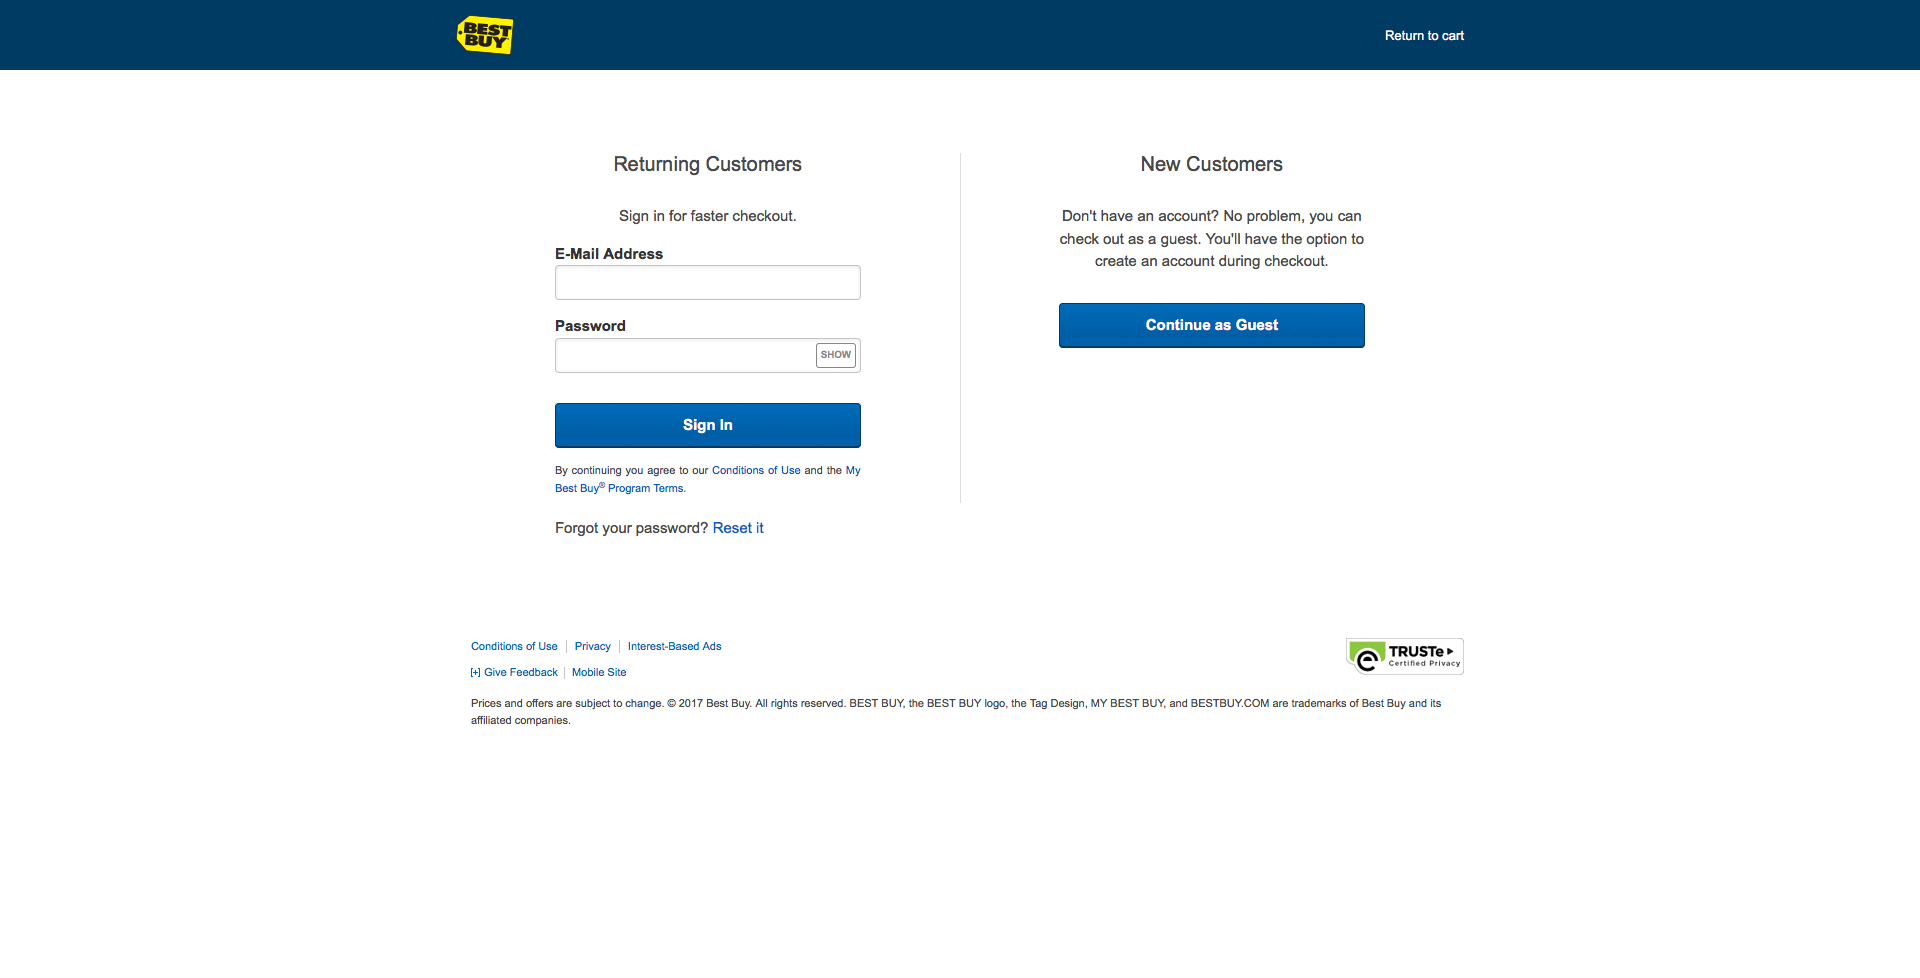 BEST
BUY
Return to cart
Returning Customers
Sign in for faster checkout.
E-Mail Address
Password
SHOW
Sign In
By continuing you agree to our Conditions of Use and the My
Best Buy® Program Terms.
Forgot your password? Reset it
New Customers
Don't have an account? No problem, you can
check out as a guest. You'll have the option to
create an account during checkout.
Continue as Guest
Conditions of Use
Privacy
Interest-Based Ads
[+] Give Feedback
Mobile Site
TRUSTe
Certified Privacy
Prices and offers are subject to change. © 2017 Best Buy. All rights reserved. BEST BUY, the BEST BUY logo, the Tag Design, MY BEST BUY, and BESTBUY.COM are trademarks of Best Buy and its
affiliated companies.